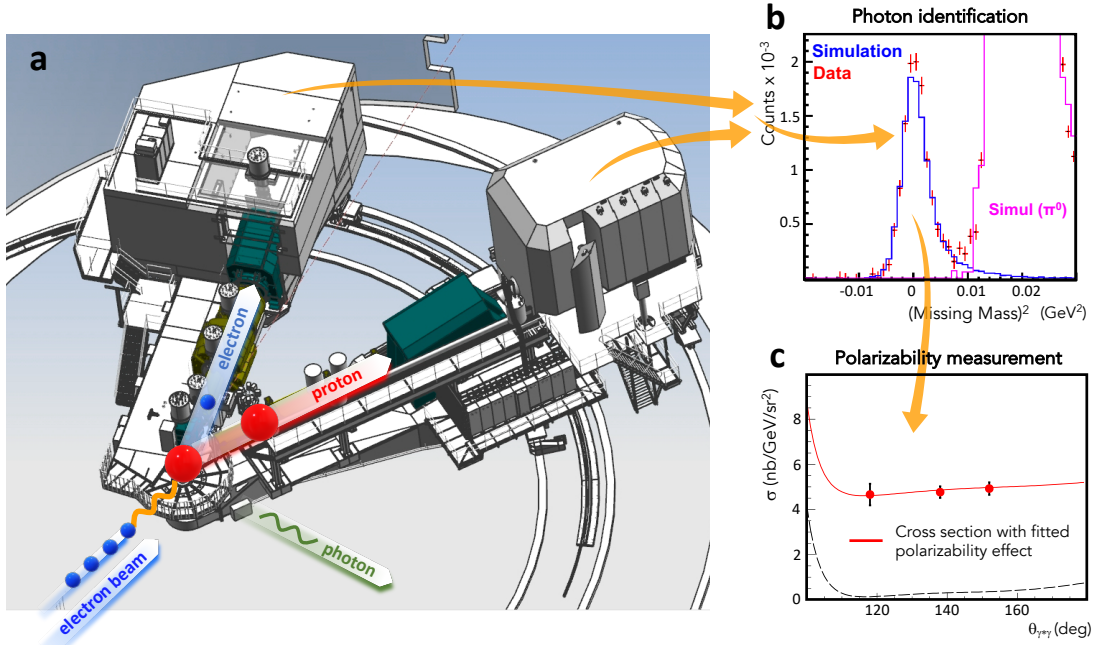 a
electron
proton
photon
electron beam
b
Photon identification
Counts x 10⁻³
2
1.5
1
0.5
Simulation
Data
Simul (π⁰)
-0.01
0
0.01
0.02
(Missing Mass)² (GeV²)
c
Polarizability measurement
σ (nb/GeV/sr²)
8
6
4
2
0
Cross section with fitted
polarizability effect
120
140
160
θγ*γ (deg)